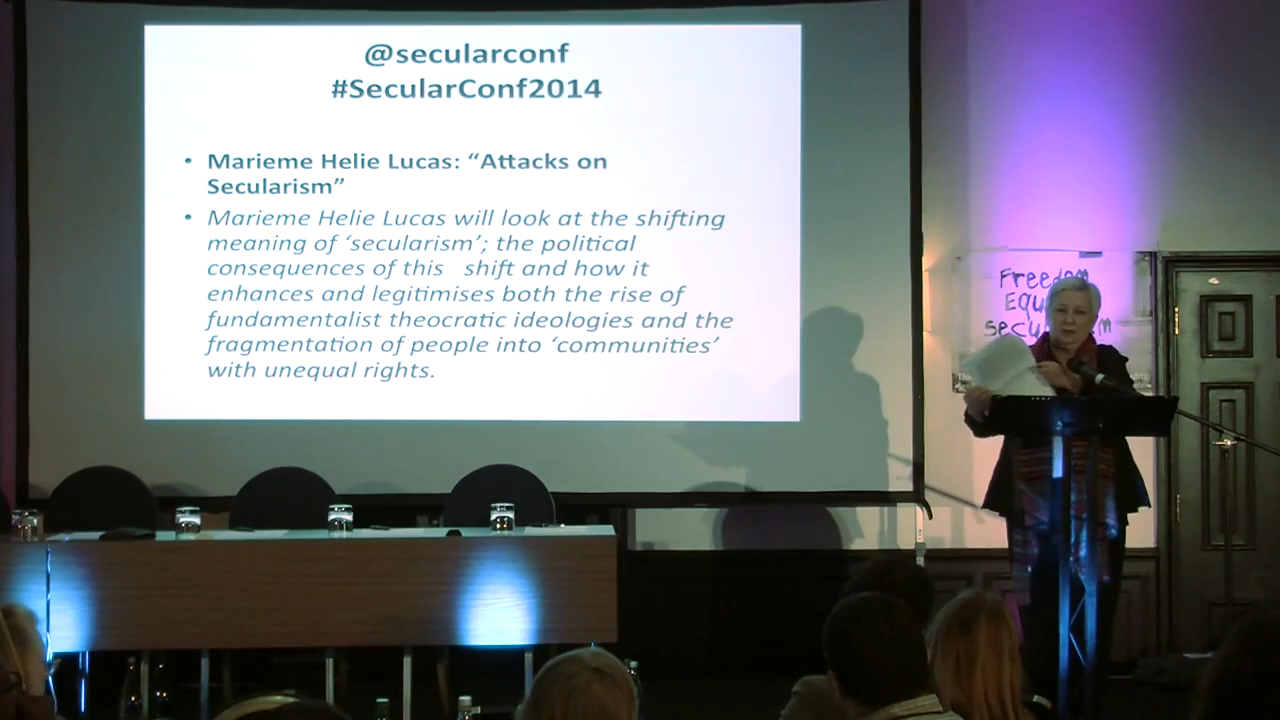 @secularconf
#SecularConf2014
• Marieme Helie Lucas: “Attacks on
Secularism”
• Marieme Helie Lucas will look at the shifting
meaning of ‘secularism’; the political
consequences of this shift and how it
enhances and legitimises both the rise of
fundamentalist theocratic ideologies and the
fragmentation of people into ‘communities’
with unequal rights.
Freedom